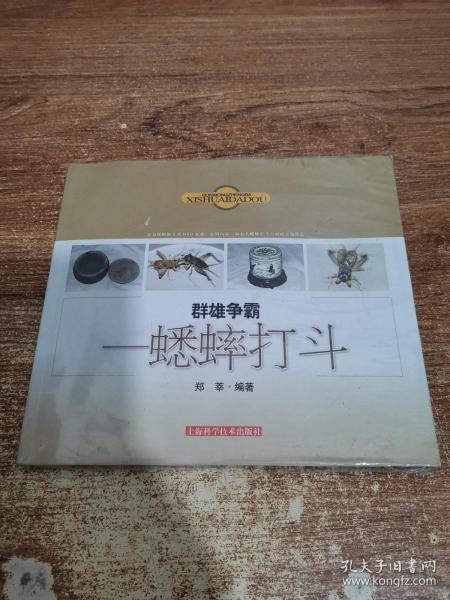 QUNXIONGZHENGBA
XISHUAIDADOU
群雄争霸
—蟋蟀打斗
郑莘·编著
上海科学技术出版社
孔夫子旧书网
www.kongfz.com